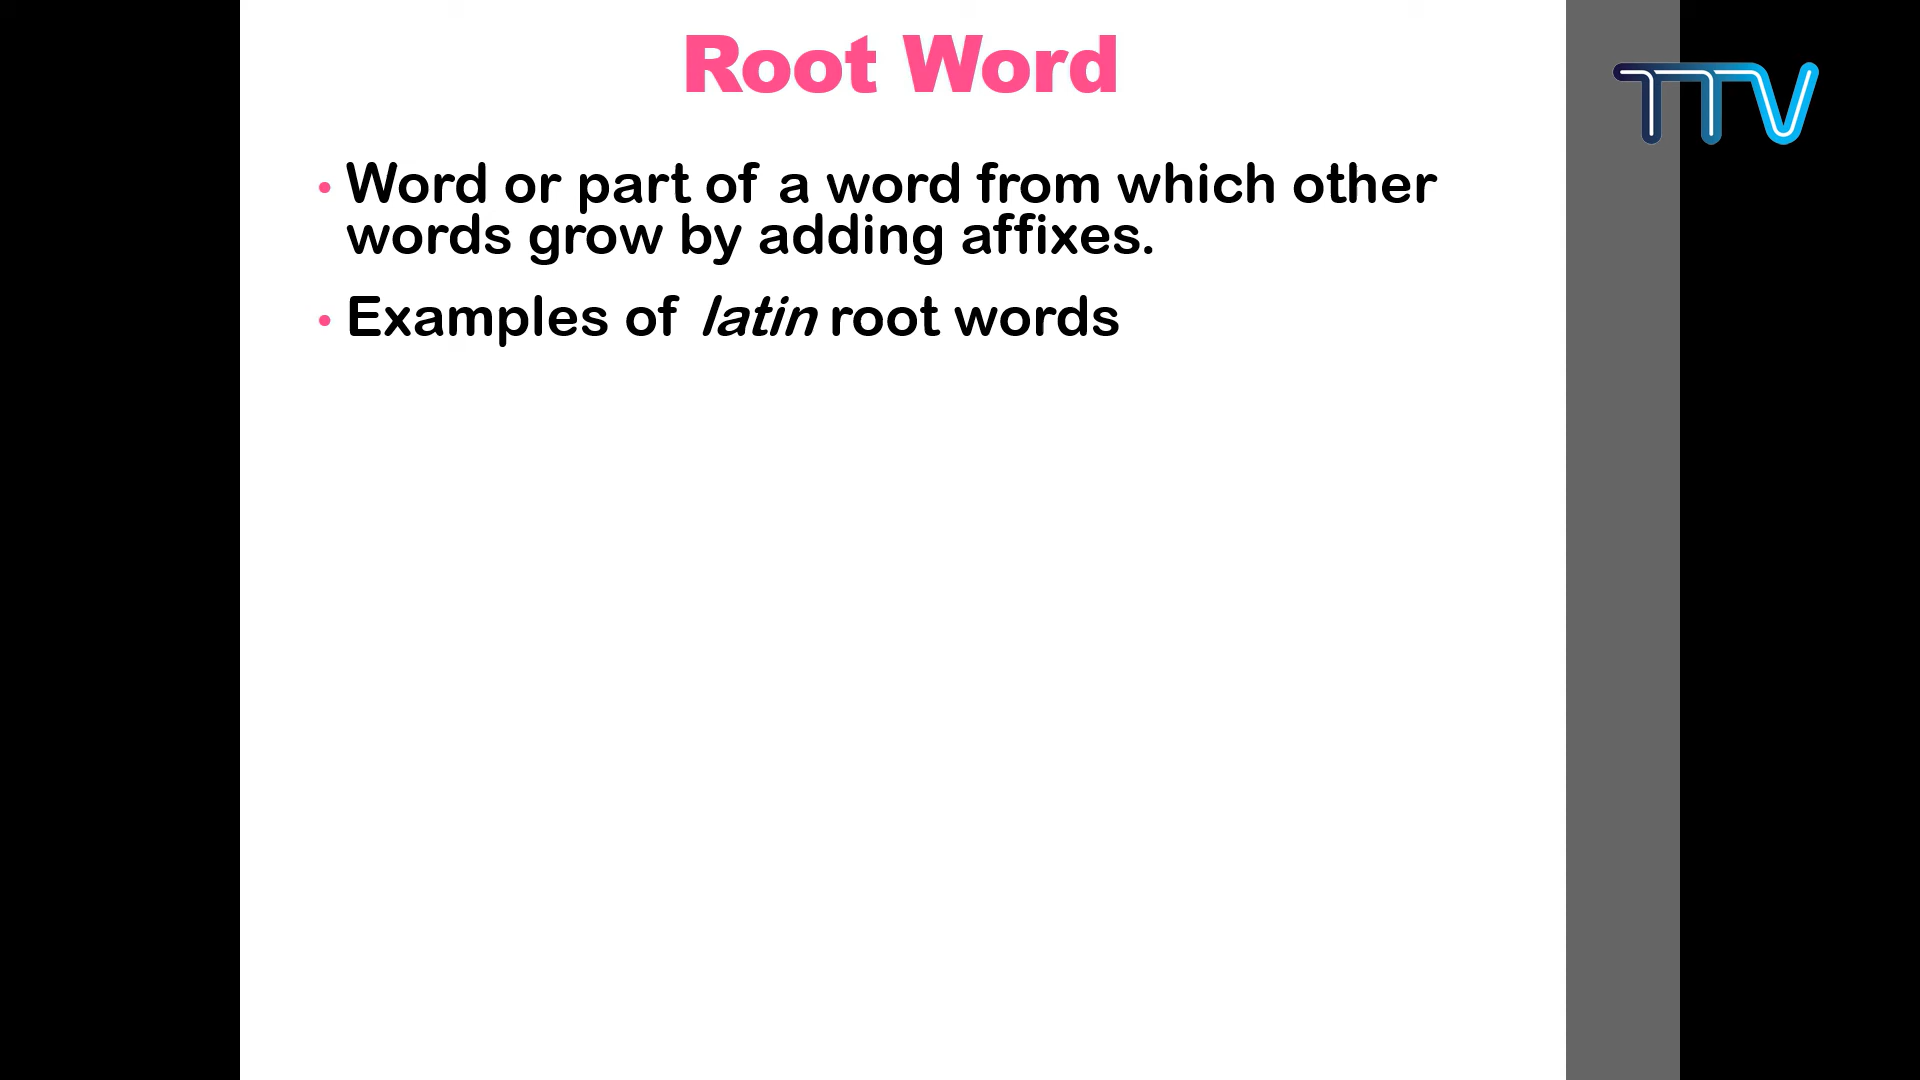 Root Word
TTV
• Word or part of a word from which other
words grow by adding affixes.
• Examples of latin root words